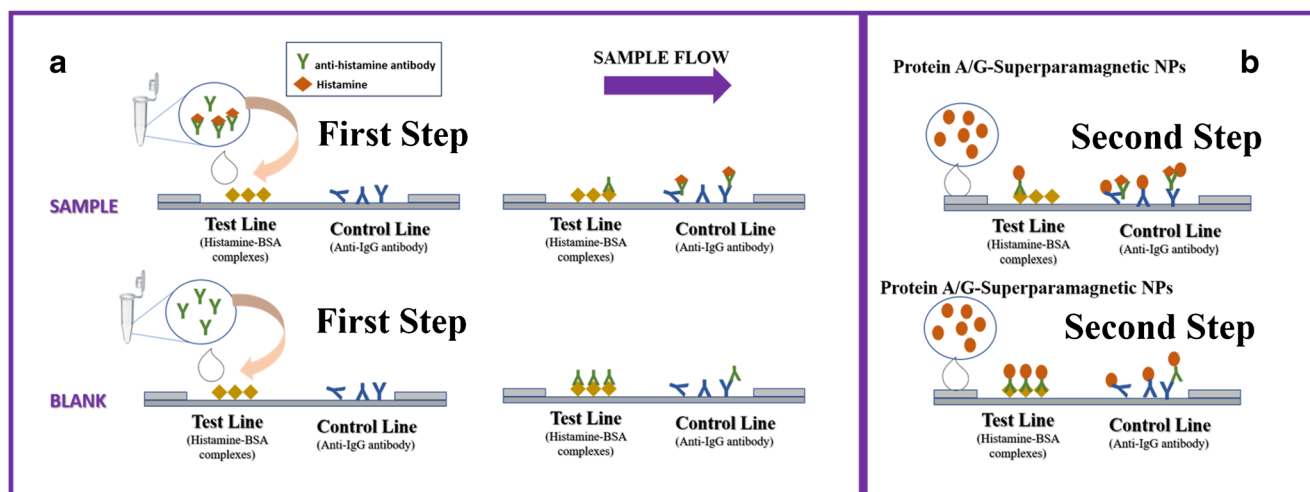 a
anti-histamine antibody
Histamine
SAMPLE FLOW
First Step
SAMPLE
Test Line
(Histamine-BSA
complexes)
Control Line
(Anti-IgG antibody)
Test Line
(Histamine-BSA
complexes)
Control Line
(Anti-IgG antibody)
First Step
BLANK
Test Line
(Histamine-BSA
complexes)
Control Line
(Anti-IgG antibody)
Test Line
(Histamine-BSA
complexes)
Control Line
(Anti-IgG antibody)
b
Protein A/G-Superparamagnetic NPs
Second Step
Test Line
(Histamine-BSA
complexes)
Control Line
(Anti-IgG antibody)
Protein A/G-Superparamagnetic NPs
Second Step
Test Line
(Histamine-BSA
complexes)
Control Line
(Anti-IgG antibody)